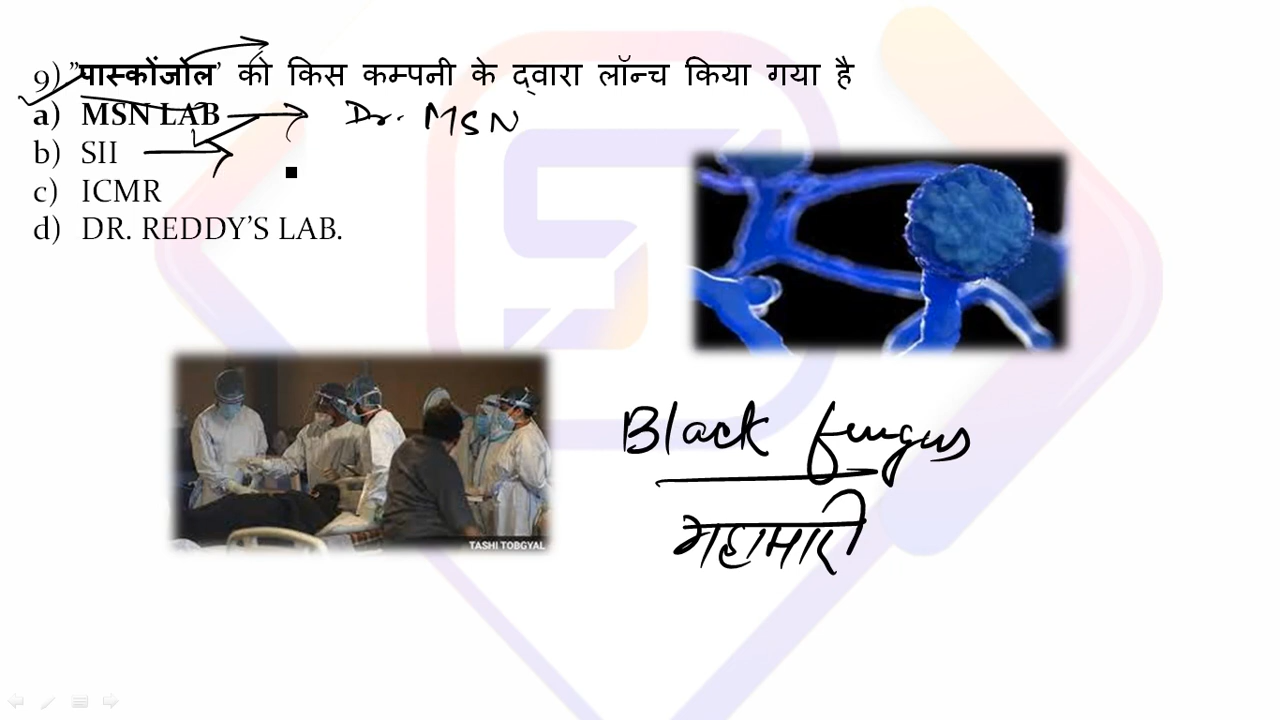 9) "पास्कोंजोल' को किस कम्पनी के द्वारा लॉन्च किया गया है
a) MSN LAB Dr. MSN
b) SII
c) ICMR
d) DR. REDDY'S LAB.
Black fungus
महामारी
TASHI TOBGYAL